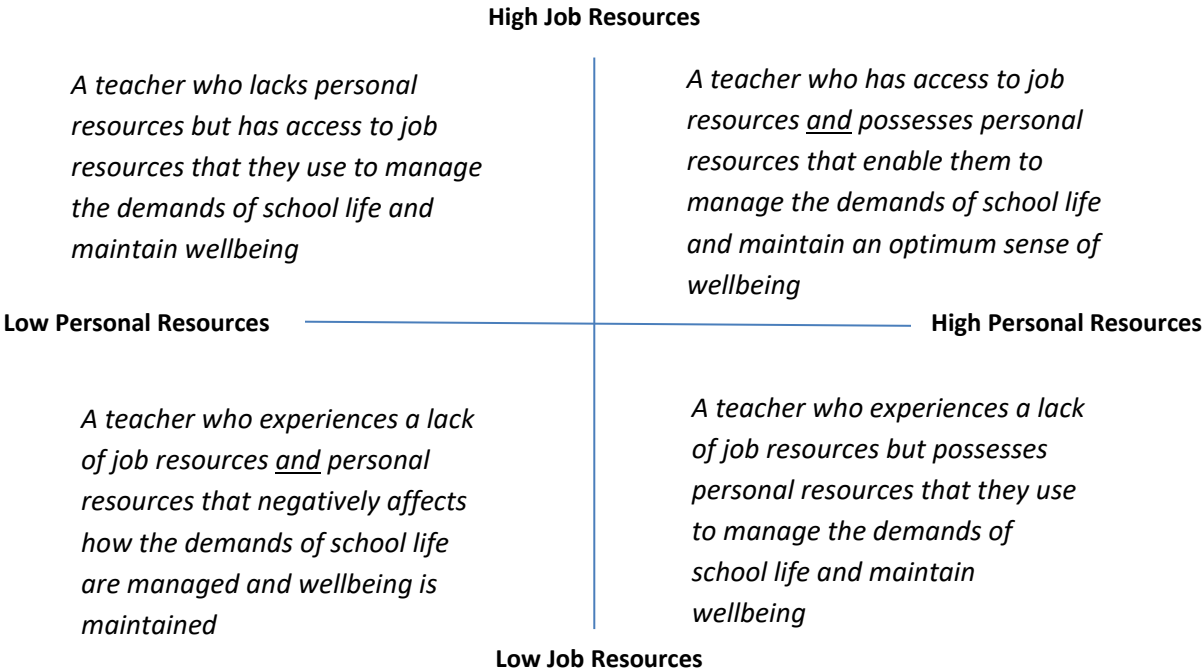 High Job Resources
A teacher who lacks personal
resources but has access to job
resources that they use to manage
the demands of school life and
maintain wellbeing
A teacher who has access to job
resources and possesses personal
resources that enable them to
manage the demands of school life
and maintain an optimum sense of
wellbeing
Low Personal Resources
High Personal Resources
A teacher who experiences a lack
of job resources and personal
resources that negatively affects
how the demands of school life
are managed and wellbeing is
maintained
A teacher who experiences a lack
of job resources but possesses
personal resources that they use
to manage the demands of
school life and maintain
wellbeing
Low Job Resources